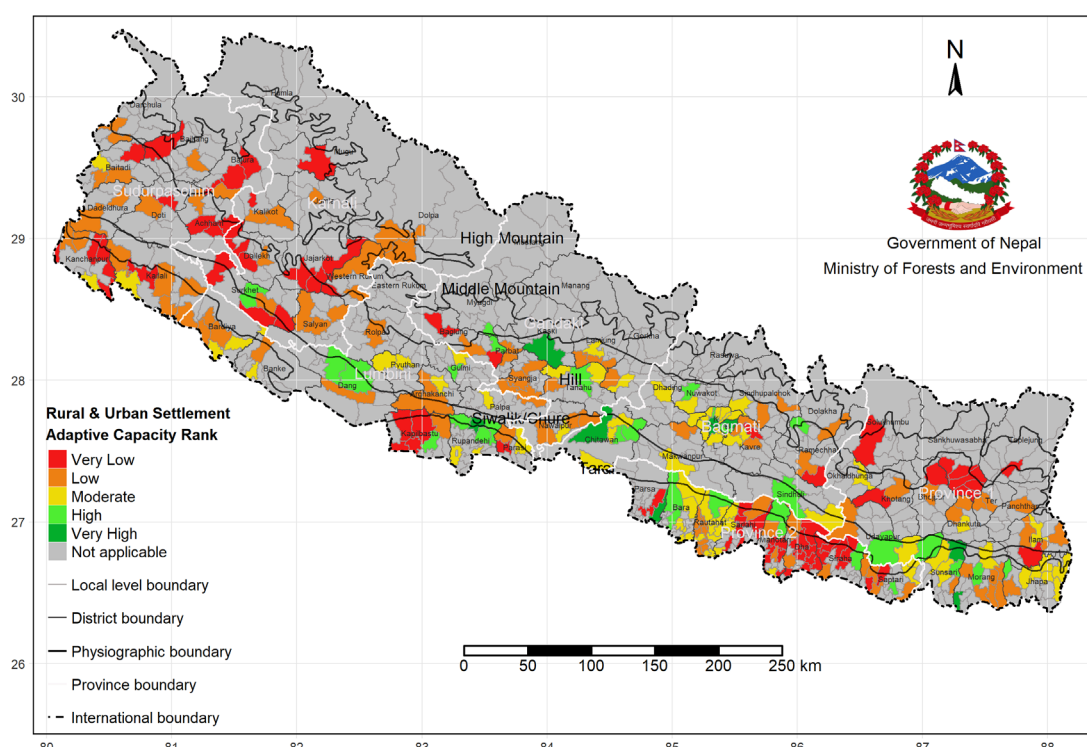 N
Government of Nepal
Ministry of Forests and Environment
30
29
28
27
26
Darchula
Humla
Bajhang
Bajura
Mugu
Baitadi
Sudurpaschim
Karnali
Dadeldhura
Doti
Achham
Kalikot
Dolpa
High Mountain
Kanchanpur
Kailali
Dailekh
Jajarkot
Western Rukum
Eastern Rukum
Middle Mountain
Manang
Myagdi
Surkhet
Salyan
Rolpa
Baglung
Kaski
Lamjung
Gorkha
Bardiya
Banke
Parbat
Pyuthan
Gulmi
Lumbini
Dang
Syangja
Hill
Tanahu
Rasuwa
Dhading
Nuwakot
Sindhupalchok
Arghakhanchi
Palpa
Siwalik/Chure
Nawalpur
Kapilbastu
Rupandehi
Parasi
Chitawan
Bagmati
Kavre
Dolakha
Ramechhap
Solukhumbu
Sankhuwasabha
Taplejung
Makwanpur
Okhaldhunga
Parsa
Bara
Rautahat
Sarlahi
Sindhuli
Province 2
Khotang
Bhojpur
Province
Ter
Panchthar
Dhankuta
Ilam
Udayapur
Siraha
Saptari
Sunsari
Morang
Jhapa
Rural & Urban Settlement
Adaptive Capacity Rank
Very Low
Low
Moderate
High
Very High
Not applicable
Local level boundary
District boundary
Physiographic boundary
Province boundary
International boundary
0 50 100 150 200 250 km
80 81 82 83 84 85 86 87 88